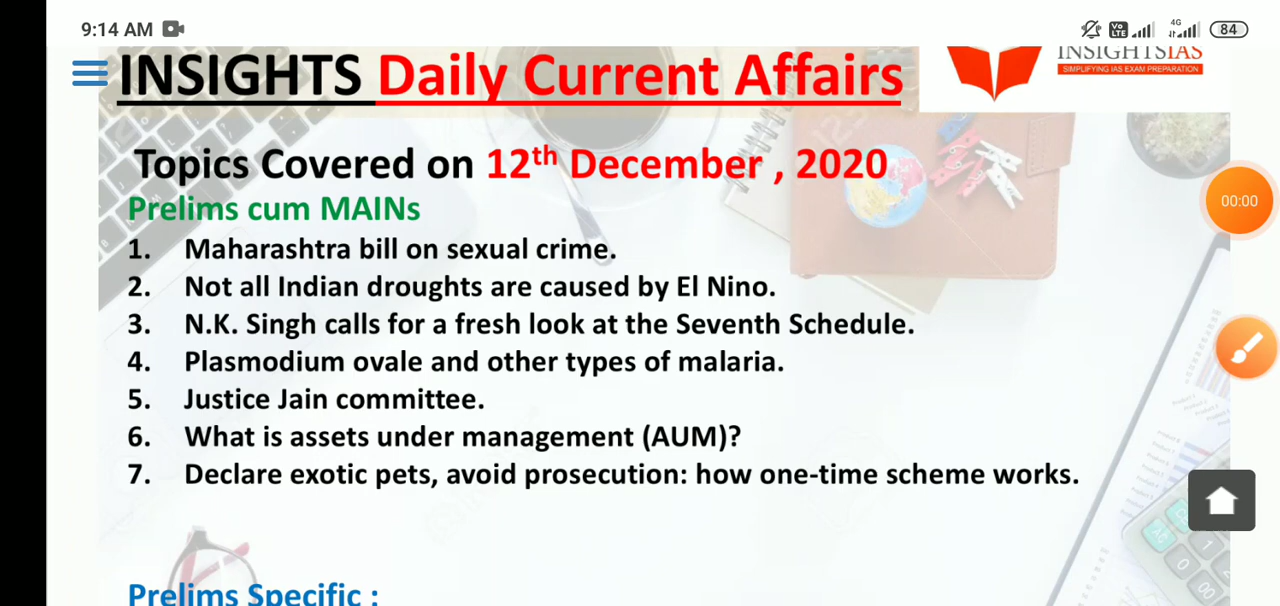 9:14 AM
Vo LTE 4G 84
INSIGHTS Daily Current Affairs
INSIGHTSIAS
SIMPLIFYING IAS EXAM PREPARATION
Topics Covered on 12th December , 2020
00:00
Prelims cum MAINs
1. Maharashtra bill on sexual crime.
2. Not all Indian droughts are caused by El Nino.
3. N.K. Singh calls for a fresh look at the Seventh Schedule.
4. Plasmodium ovale and other types of malaria.
5. Justice Jain committee.
6. What is assets under management (AUM)?
7. Declare exotic pets, avoid prosecution: how one-time scheme works.
Prelims Specific :